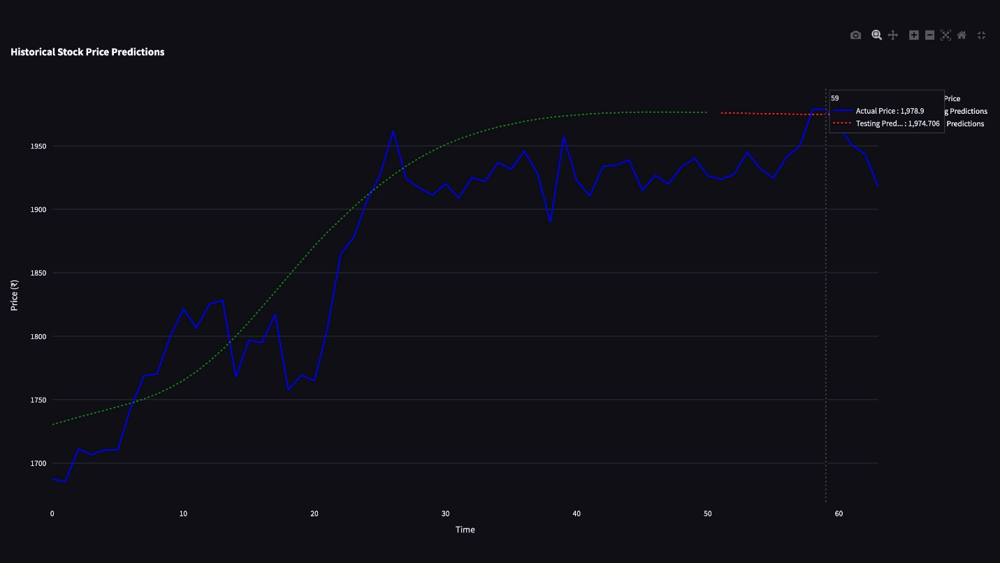 Historical Stock Price Predictions
59
Price
Actual Price : 1,978.9
g Predictions
Testing Pred... : 1,974.706
Predictions
1950
1900
1850
1800
1750
1700
Price (₹)
0 10 20 30 40 50 60
Time